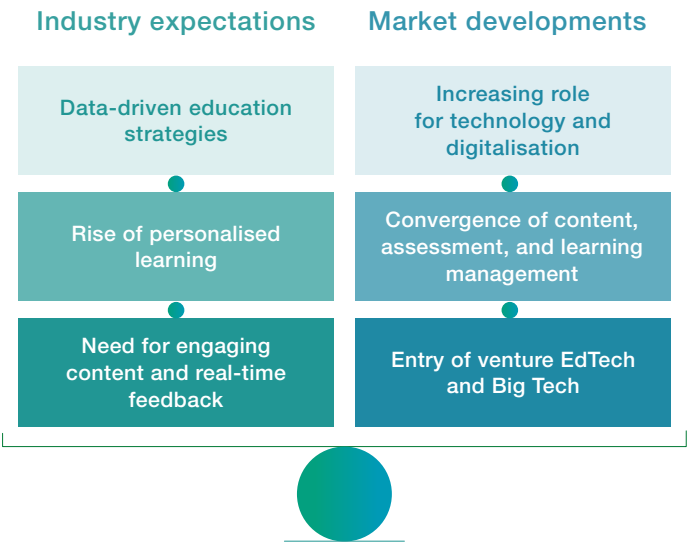 Industry expectations
Data-driven education
strategies
Rise of personalised
learning
Need for engaging
content and real-time
feedback
Market developments
Increasing role
for technology and
digitalisation
Convergence of content,
assessment, and learning
management
Entry of venture EdTech
and Big Tech